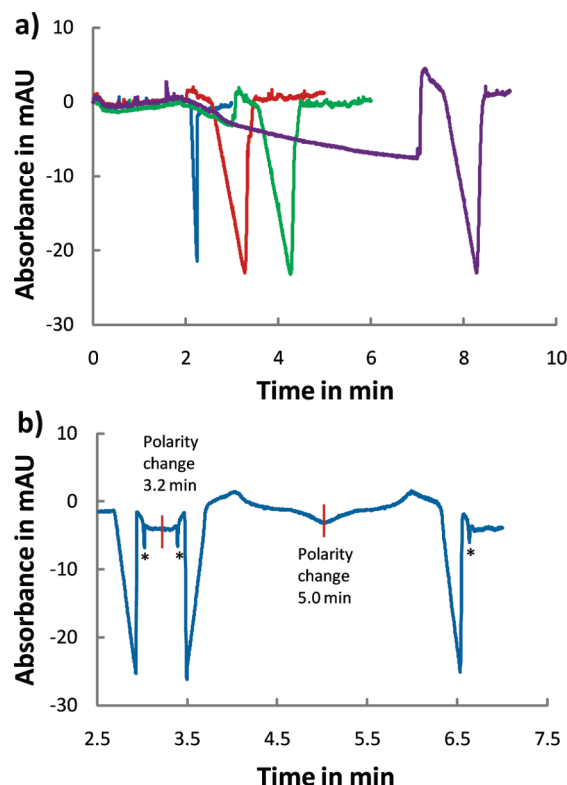 a)
10
0
-10
-20
-30
Absorbance in mAU
0 2 4 6 8 10
Time in min
b)
10
0
-10
-20
-30
Absorbance in mAU
Polarity
change
3.2 min
* * *
Polarity
change
5.0 min
2.5 3.5 4.5 5.5 6.5 7.5
Time in min